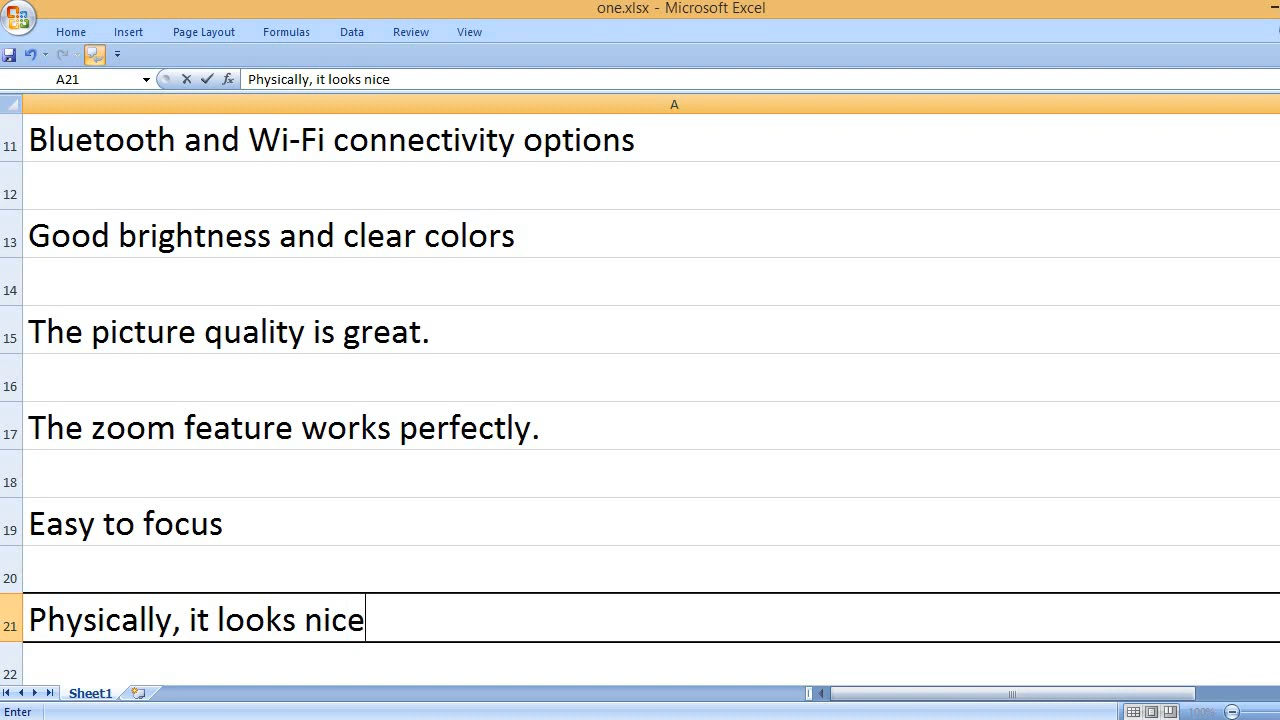 one.xlsx - Microsoft Excel
Home Insert Page Layout Formulas Data Review View
A21 fx Physically, it looks nice
A
11 Bluetooth and Wi-Fi connectivity options
12
13 Good brightness and clear colors
14
15 The picture quality is great.
16
17 The zoom feature works perfectly.
18
19 Easy to focus
20
21 Physically, it looks nice
22
Sheet1
Enter 100%